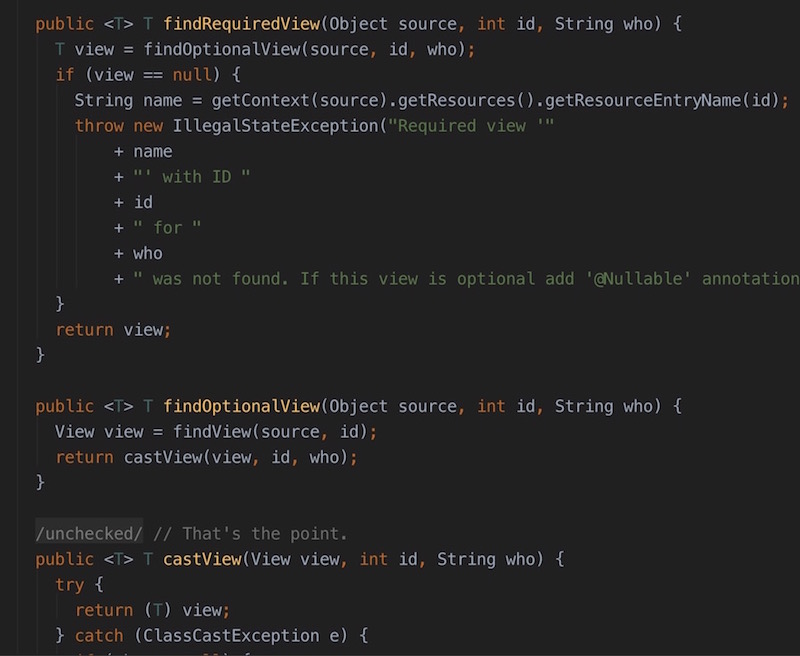 public <T> T findRequiredView(Object source, int id, String who) {
T view = findOptionalView(source, id, who);
if (view == null) {
String name = getContext(source).getResources().getResourceEntryName(id);
throw new IllegalStateException("Required view '"
+ name
+ "' with ID "
+ id
+ " for "
+ who
+ " was not found. If this view is optional add '@Nullable' annotation
}
return view;
}
public <T> T findOptionalView(Object source, int id, String who) {
View view = findView(source, id);
return castView(view, id, who);
}
/unchecked/ // That's the point.
public <T> T castView(View view, int id, String who) {
try {
return (T) view;
} catch (ClassCastException e) {